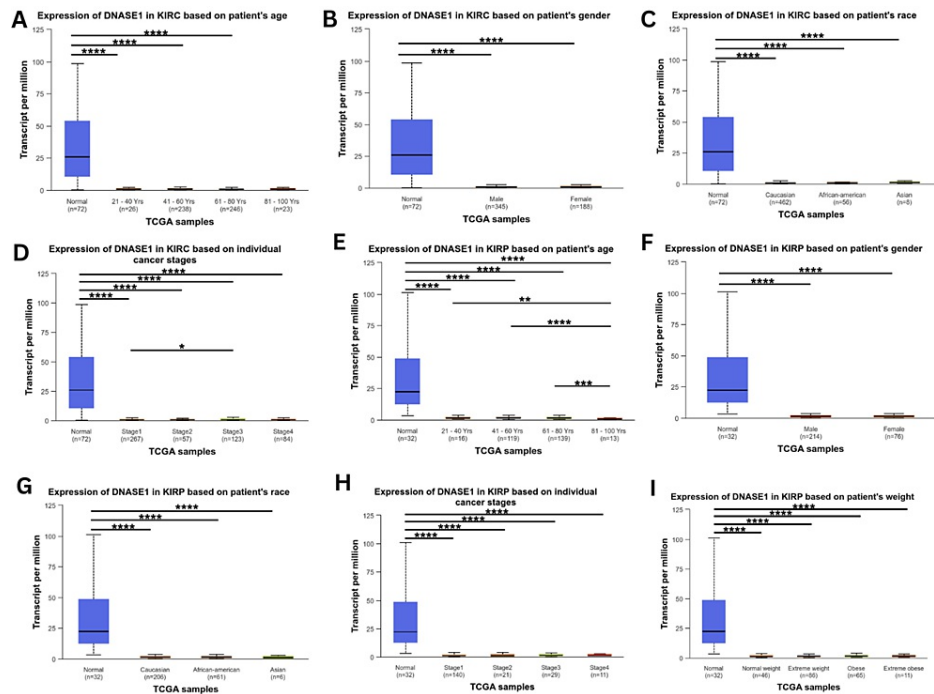 A
Expression of DNASE1 in KIRC based on patient's age
Transcript per million
125
100
75
50
25
0
****
****
****
Normal (n=72)
21 - 40 Yrs (n=26)
41 - 60 Yrs (n=238)
61 - 80 Yrs (n=246)
81 - 100 Yrs (n=23)
TCGA samples
B
Expression of DNASE1 in KIRC based on patient's gender
Transcript per million
125
100
75
50
25
0
****
****
Normal (n=72)
Male (n=345)
Female (n=188)
TCGA samples
C
Expression of DNASE1 in KIRC based on patient's race
Transcript per million
125
100
75
50
25
0
****
****
****
Normal (n=72)
Caucasian (n=462)
African-american (n=56)
Asian (n=8)
TCGA samples
D
Expression of DNASE1 in KIRC based on individual
cancer stages
Transcript per million
125
100
75
50
25
0
****
****
****
****
*
Normal (n=72)
Stage1 (n=267)
Stage2 (n=57)
Stage3 (n=123)
Stage4 (n=84)
TCGA samples
E
Expression of DNASE1 in KIRP based on patient's age
Transcript per million
125
100
75
50
25
0
****
****
****
****
**
****
***
Normal (n=32)
21 - 40 Yrs (n=16)
41 - 60 Yrs (n=119)
61 - 80 Yrs (n=139)
81 - 100 Yrs (n=13)
TCGA samples
F
Expression of DNASE1 in KIRP based on patient's gender
Transcript per million
125
100
75
50
25
0
****
****
Normal (n=32)
Male (n=214)
Female (n=76)
TCGA samples
G
Expression of DNASE1 in KIRP based on patient's race
Transcript per million
125
100
75
50
25
0
****
****
****
Normal (n=32)
Caucasian (n=206)
African-american (n=61)
Asian (n=6)
TCGA samples
H
Expression of DNASE1 in KIRP based on individual
cancer stages
Transcript per million
125
100
75
50
25
0
****
****
****
****
Normal (n=32)
Stage1 (n=140)
Stage2 (n=21)
Stage3 (n=29)
Stage4 (n=11)
TCGA samples
I
Expression of DNASE1 in KIRP based on patient's weight
Transcript per million
125
100
75
50
25
0
****
****
****
****
Normal (n=32)
Normal weight (n=46)
Extreme weight (n=86)
Obese (n=65)
Extreme obese (n=11)
TCGA samples